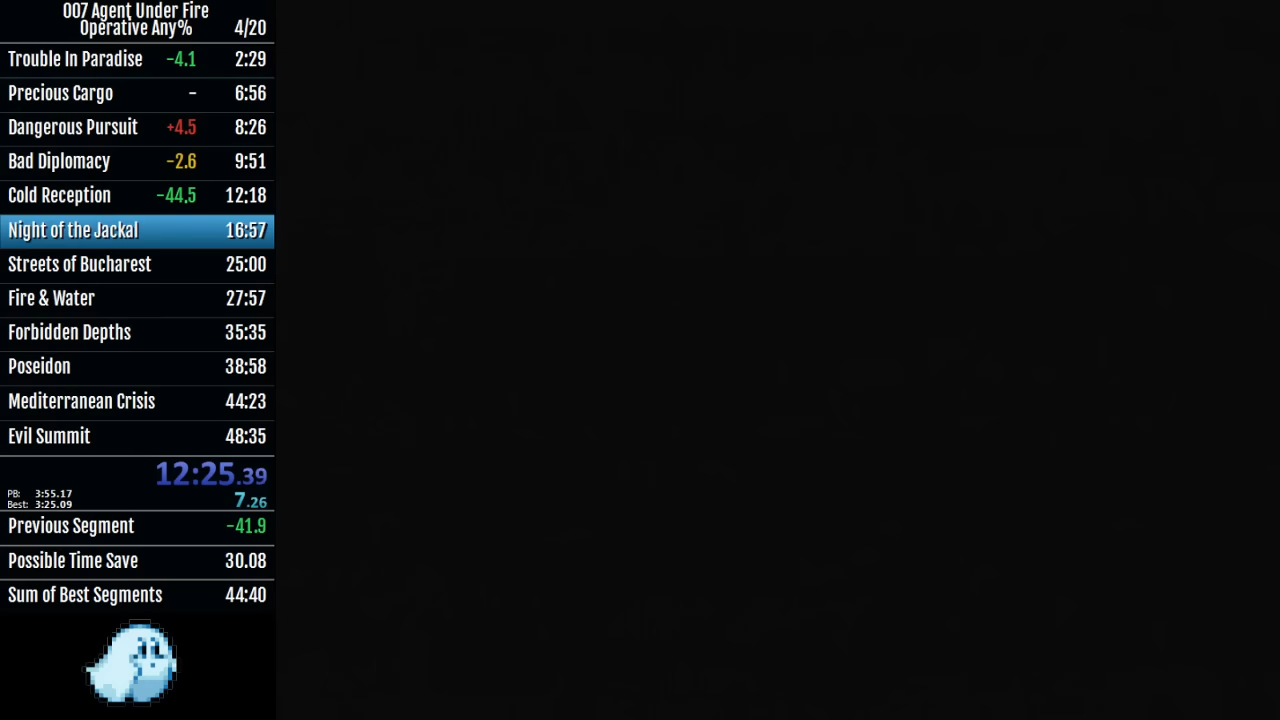 007 Agent Under Fire
Operative Any% 4/20
Trouble In Paradise -4.1 2:29
Precious Cargo - 6:56
Dangerous Pursuit +4.5 8:26
Bad Diplomacy -2.6 9:51
Cold Reception -44.5 12:18
Night of the Jackal 16:57
Streets of Bucharest 25:00
Fire & Water 27:57
Forbidden Depths 35:35
Poseidon 38:58
Mediterranean Crisis 44:23
Evil Summit 48:35
12:25.39
PB: 3:55.17
Best: 3:25.09
7.26
Previous Segment -41.9
Possible Time Save 30.08
Sum of Best Segments 44:40